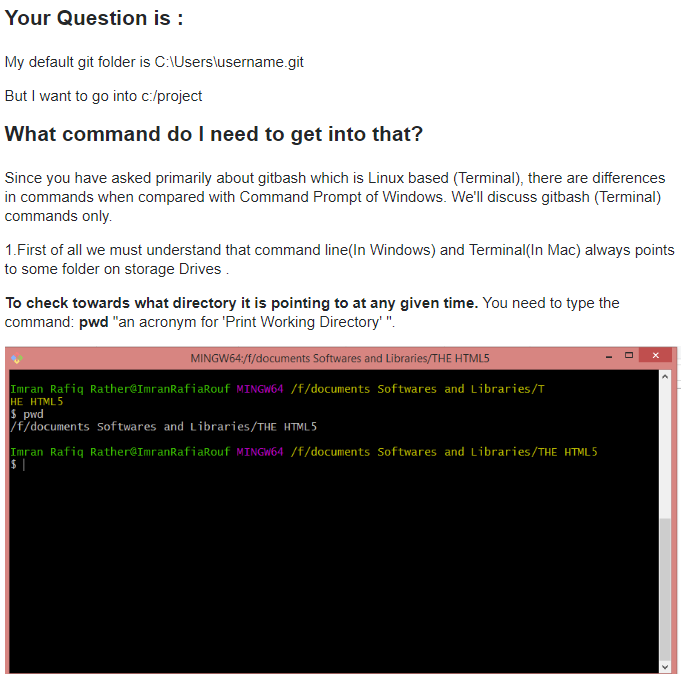 Your Question is :
My default git folder is C:\Users\username.git
But I want to go into c:/project
What command do I need to get into that?
Since you have asked primarily about gitbash which is Linux based (Terminal), there are differences
in commands when compared with Command Prompt of Windows. We'll discuss gitbash (Terminal)
commands only.
1.First of all we must understand that command line(In Windows) and Terminal(In Mac) always points
to some folder on storage Drives .
To check towards what directory it is pointing to at any given time. You need to type the
command: pwd "an acronym for 'Print Working Directory' ".
MINGW64:/f/documents Softwares and Libraries/THE HTML5
Imran Rafiq Rather@ImranRafiaRouf MINGW64 /f/documents Softwares and Libraries/T
HE HTML5
$ pwd
/f/documents Softwares and Libraries/THE HTML5
Imran Rafiq Rather@ImranRafiaRouf MINGW64 /f/documents Softwares and Libraries/THE HTML5
$